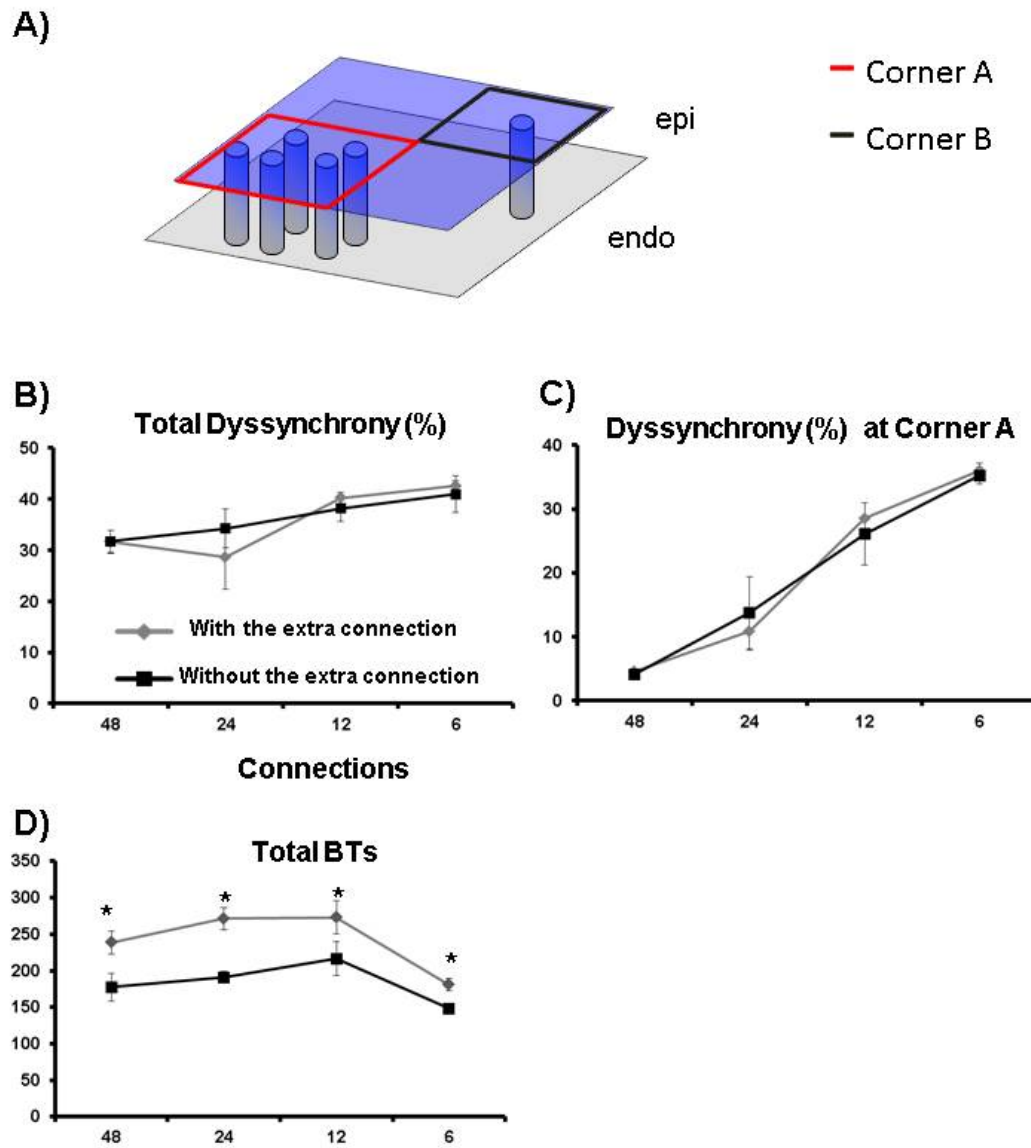 A)
Corner A
epi
Corner B
endo
B)
Total Dyssynchrony (%)
50
40
30
20
10
0
With the extra connection
Without the extra connection
48 24 12 6
Connections
C)
Dyssynchrony (%) at Corner A
40
30
20
10
0
48 24 12 6
D)
Total BTs
350
300
250
200
150
100
50
0
* * * *
48 24 12 6